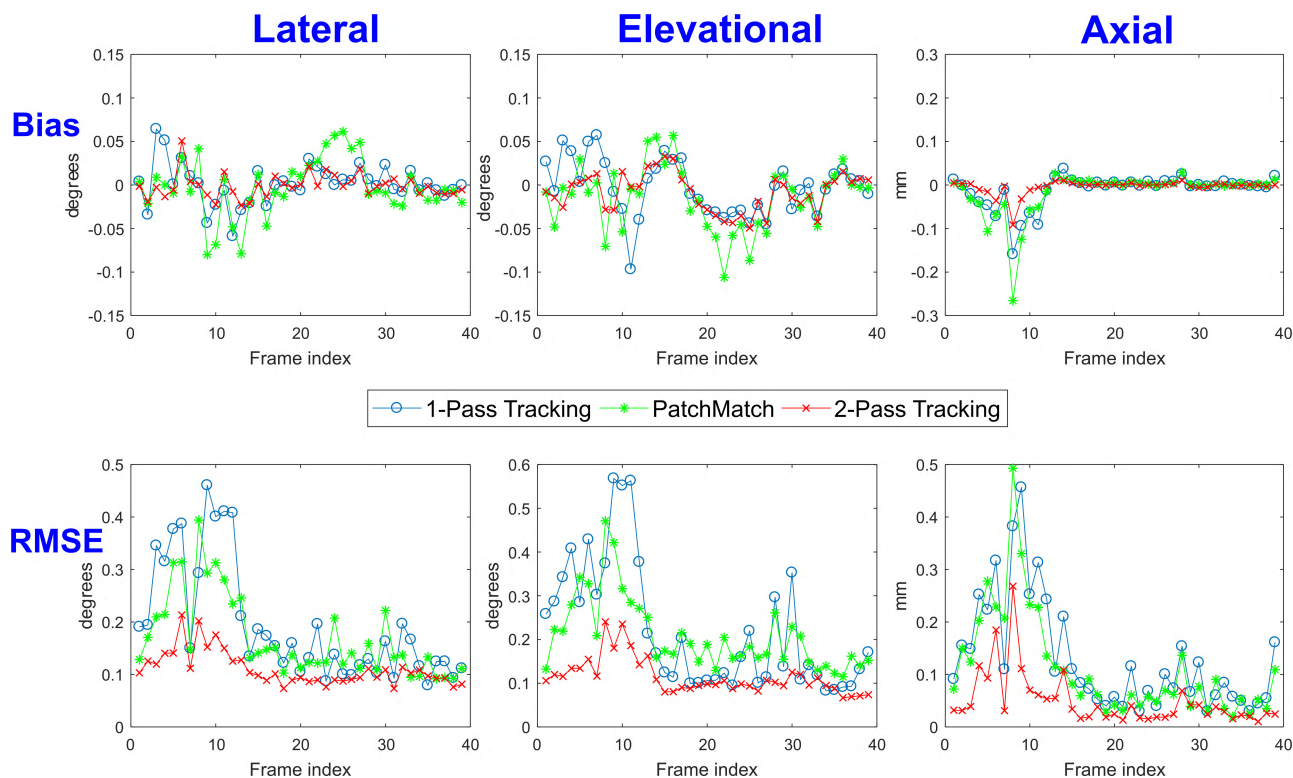 Lateral Elevational Axial
Bias
degrees
0.15
0.1
0.05
0
-0.05
-0.1
-0.15
0 10 20 30 40
Frame index
degrees
0.15
0.1
0.05
0
-0.05
-0.1
-0.15
0 10 20 30 40
Frame index
mm
0.3
0.2
0.1
0
-0.1
-0.2
-0.3
0 10 20 30 40
Frame index
1-Pass Tracking PatchMatch 2-Pass Tracking
RMSE
degrees
0.5
0.4
0.3
0.2
0.1
0
0 10 20 30 40
Frame index
degrees
0.6
0.5
0.4
0.3
0.2
0.1
0
0 10 20 30 40
Frame index
mm
0.5
0.4
0.3
0.2
0.1
0
0 10 20 30 40
Frame index